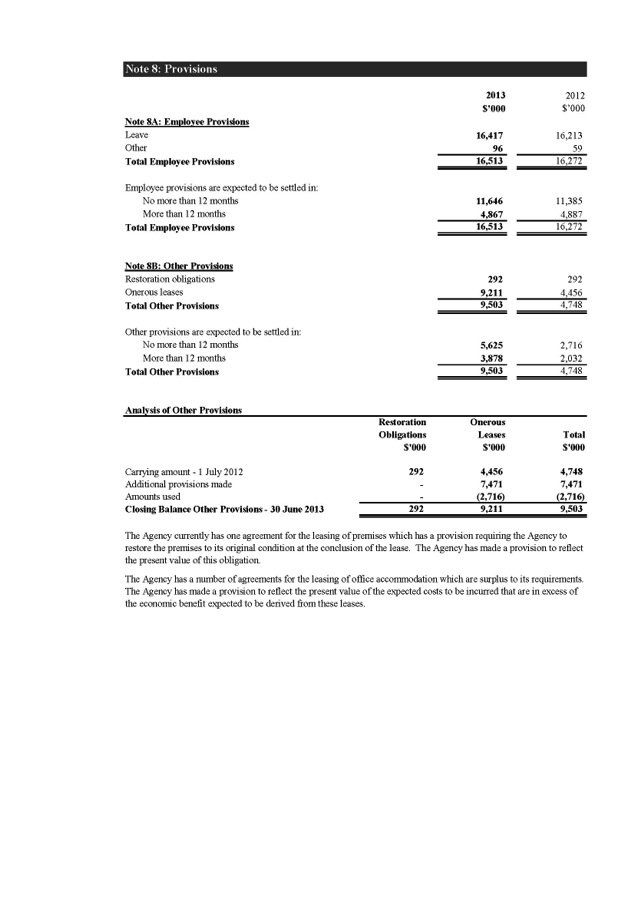 Note 8: Provisions
2013 2012
$'000 $'000
Note 8A: Employee Provisions
Leave 16,417 16,213
Other 96 59
Total Employee Provisions 16,513 16,272
Employee provisions are expected to be settled in:
No more than 12 months 11,646 11,385
More than 12 months 4,867 4,887
Total Employee Provisions 16,513 16,272
Note 8B: Other Provisions
Restoration obligations 292 292
Onerous leases 9,211 4,456
Total Other Provisions 9,503 4,748
Other provisions are expected to be settled in:
No more than 12 months 5,625 2,716
More than 12 months 3,878 2,032
Total Other Provisions 9,503 4,748
Analysis of Other Provisions
Restoration Onerous
Obligations Leases Total
$'000 $'000 $'000
Carrying amount - 1 July 2012 292 4,456 4,748
Additional provisions made - 7,471 7,471
Amounts used - (2,716) (2,716)
Closing Balance Other Provisions - 30 June 2013 292 9,211 9,503
The Agency currently has one agreement for the leasing of premises which has a provision requiring the Agency to
restore the premises to its original condition at the conclusion of the lease. The Agency has made a provision to reflect
the present value of this obligation.
The Agency has a number of agreements for the leasing of office accommodation which are surplus to its requirements.
The Agency has made a provision to reflect the present value of the expected costs to be incurred that are in excess of
the economic benefit expected to be derived from these leases.